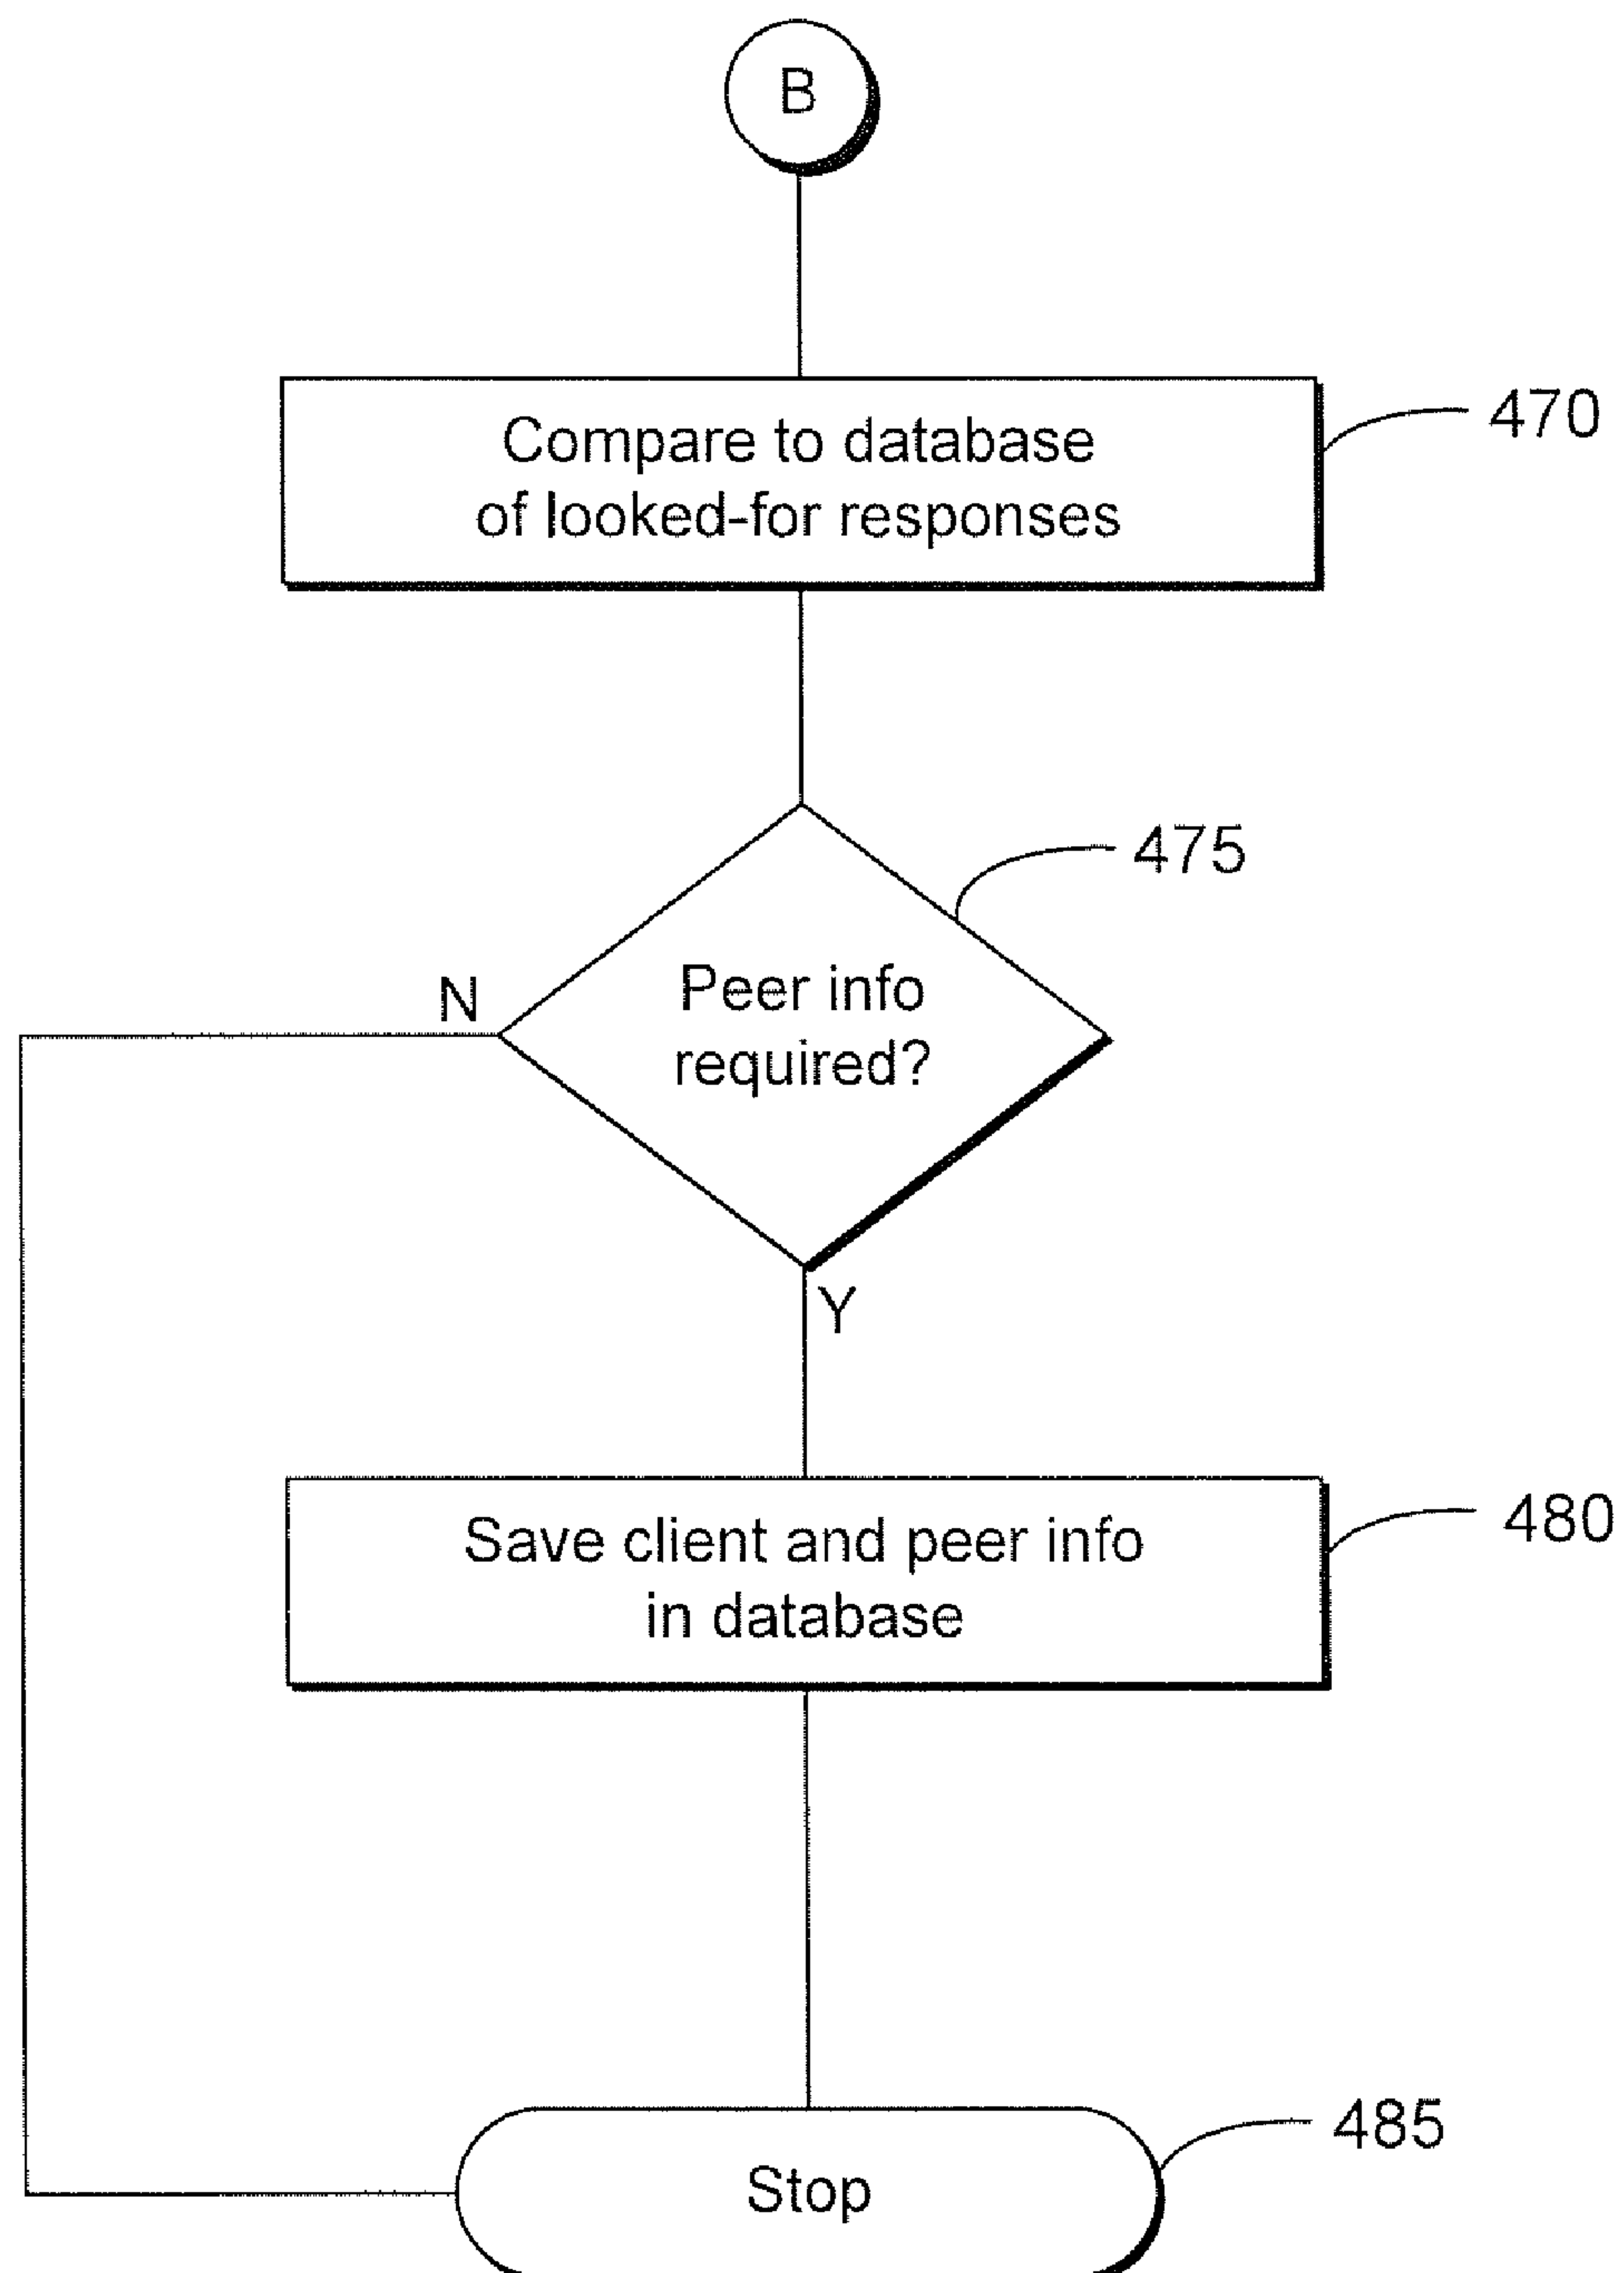 B
Compare to database
of looked-for responses
470
475
N
Peer info
required?
Y
Save client and peer info
in database
480
485
Stop